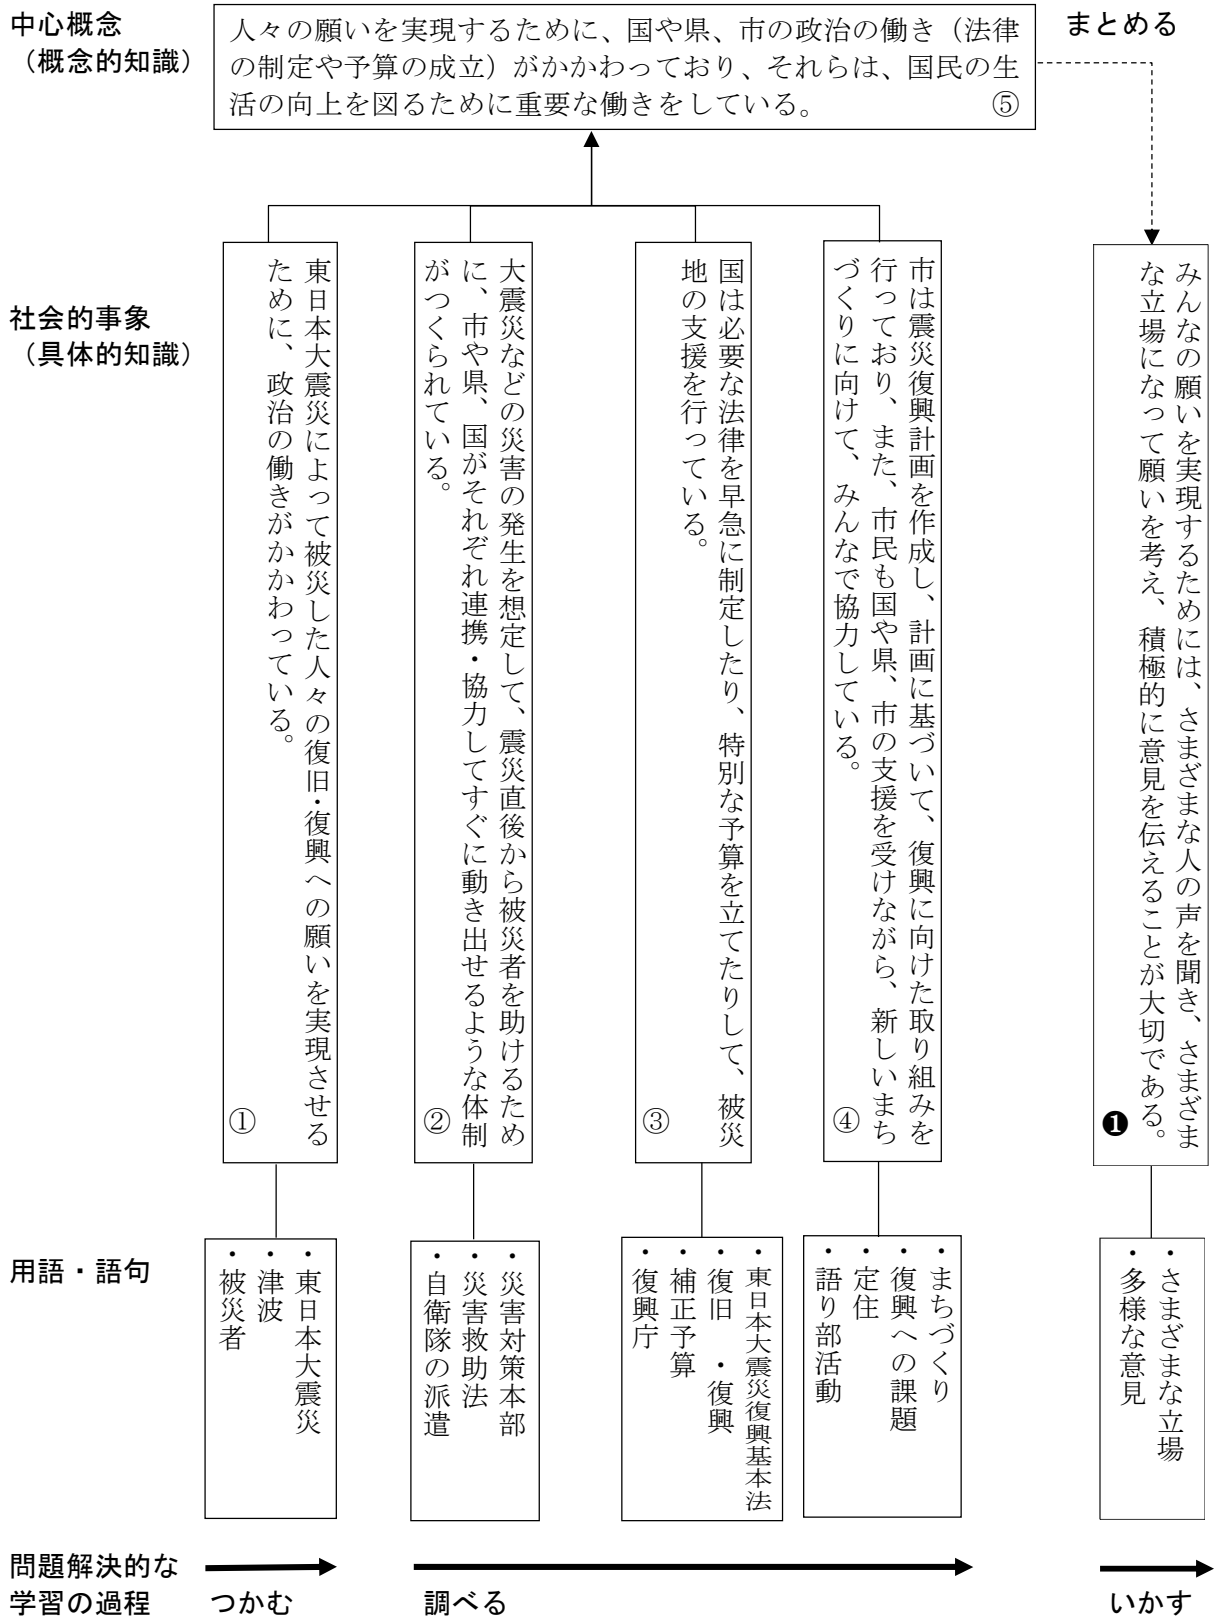 中心概念
（概念的知識）
人々の願いを実現するために、国や県、市の政治の働き（法律
の制定や予算の成立）がかかわっており、それらは、国民の生
活の向上を図るために重要な働きをしている。 ⑤
まとめる
社会的事象
（具体的知識）
東日本大震災によって被災した人々の復旧・復興への願いを実現させる
ために、政治の働きがかかわっている。
①
大震災などの災害の発生を想定して、震災直後から被災者を助けるため
に、市や県、国がそれぞれ連携・協力してすぐに動き出せるような体制
がつくられている。
②
国は必要な法律を早急に制定したり、特別な予算を立てたりして、被災
地の支援を行っている。
③
市は震災復興計画を作成し、計画に基づいて、復興に向けた取り組みを
行っており、また、市民も国や県、市の支援を受けながら、新しいまち
づくりに向けて、みんなで協力している。
④
みんなの願いを実現するためには、さまざまな人の声を聞き、さまざま
な立場になって願いを考え、積極的に意見を伝えることが大切である。
❶
用語・語句
・東日本大震災
・津波
・被災者
・災害対策本部
・災害救助法
・自衛隊の派遣
・東日本大震災復興基本法
・復旧・復興
・補正予算
・復興庁
・まちづくり
・復興への課題
・定住
・語り部活動
・さまざまな立場
・多様な意見
問題解決的な
学習の過程
つかむ
調べる
いかす